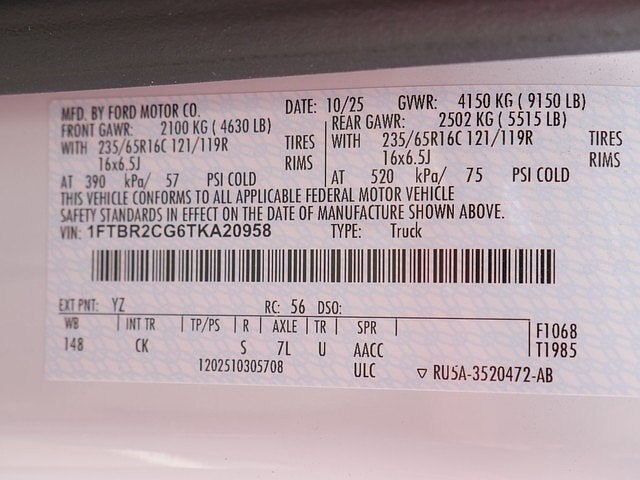 MFD. BY FORD MOTOR CO. DATE: 10/25 GVWR: 4150 KG ( 9150 LB)
FRONT GAWR: 2100 KG ( 4630 LB) REAR GAWR: 2502 KG ( 5515 LB)
WITH 235/65R16C 121/119R TIRES WITH 235/65R16C 121/119R TIRES
16x6.5J RIMS 16x6.5J RIMS
AT 390 kPa/ 57 PSI COLD AT 520 kPa/ 75 PSI COLD
THIS VEHICLE CONFORMS TO ALL APPLICABLE FEDERAL MOTOR VEHICLE
SAFETY STANDARDS IN EFFECT ON THE DATE OF MANUFACTURE SHOWN ABOVE.
VIN: 1FTBR2CG6TKA20958 TYPE: Truck
EXT PNT: YZ RC: 56 DSO:
WB INT TR TP/PS R AXLE TR SPR F1068
148 CK S 7L U AACC T1985
1202510305708 ULC ▽ RU5A-3520472-AB